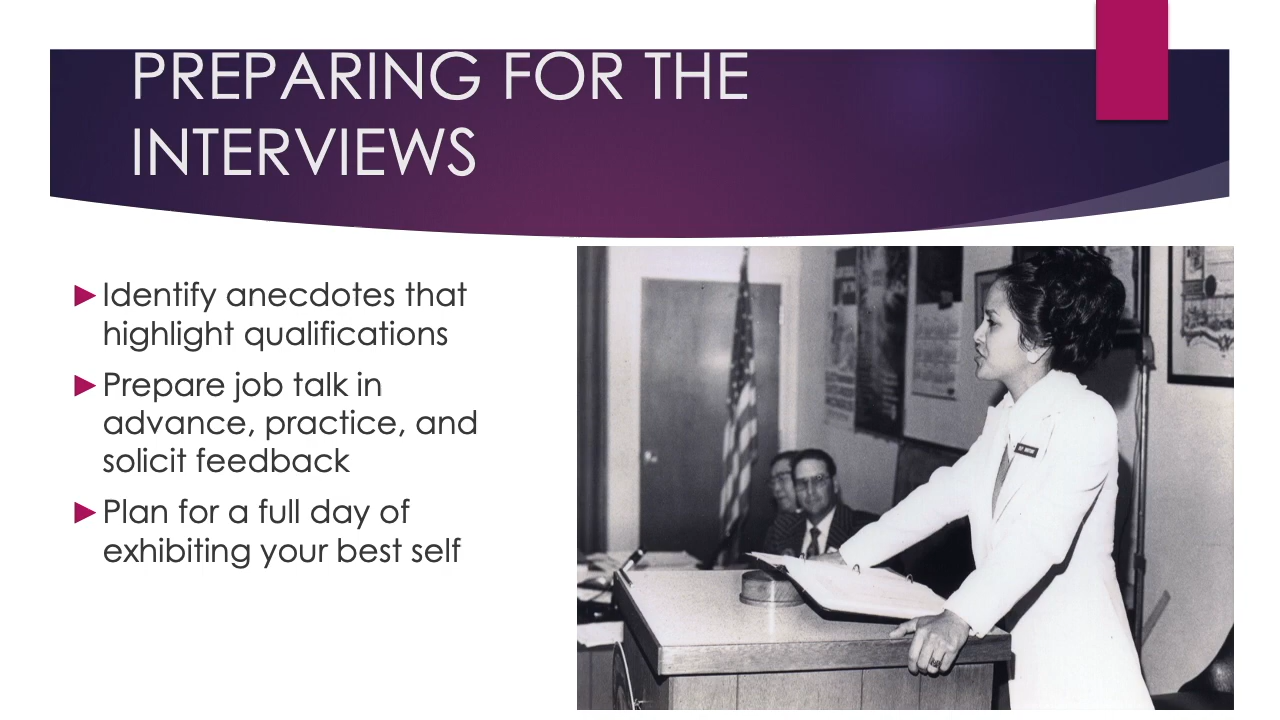 PREPARING FOR THE
INTERVIEWS
►Identify anecdotes that
highlight qualifications
►Prepare job talk in
advance, practice, and
solicit feedback
►Plan for a full day of
exhibiting your best self